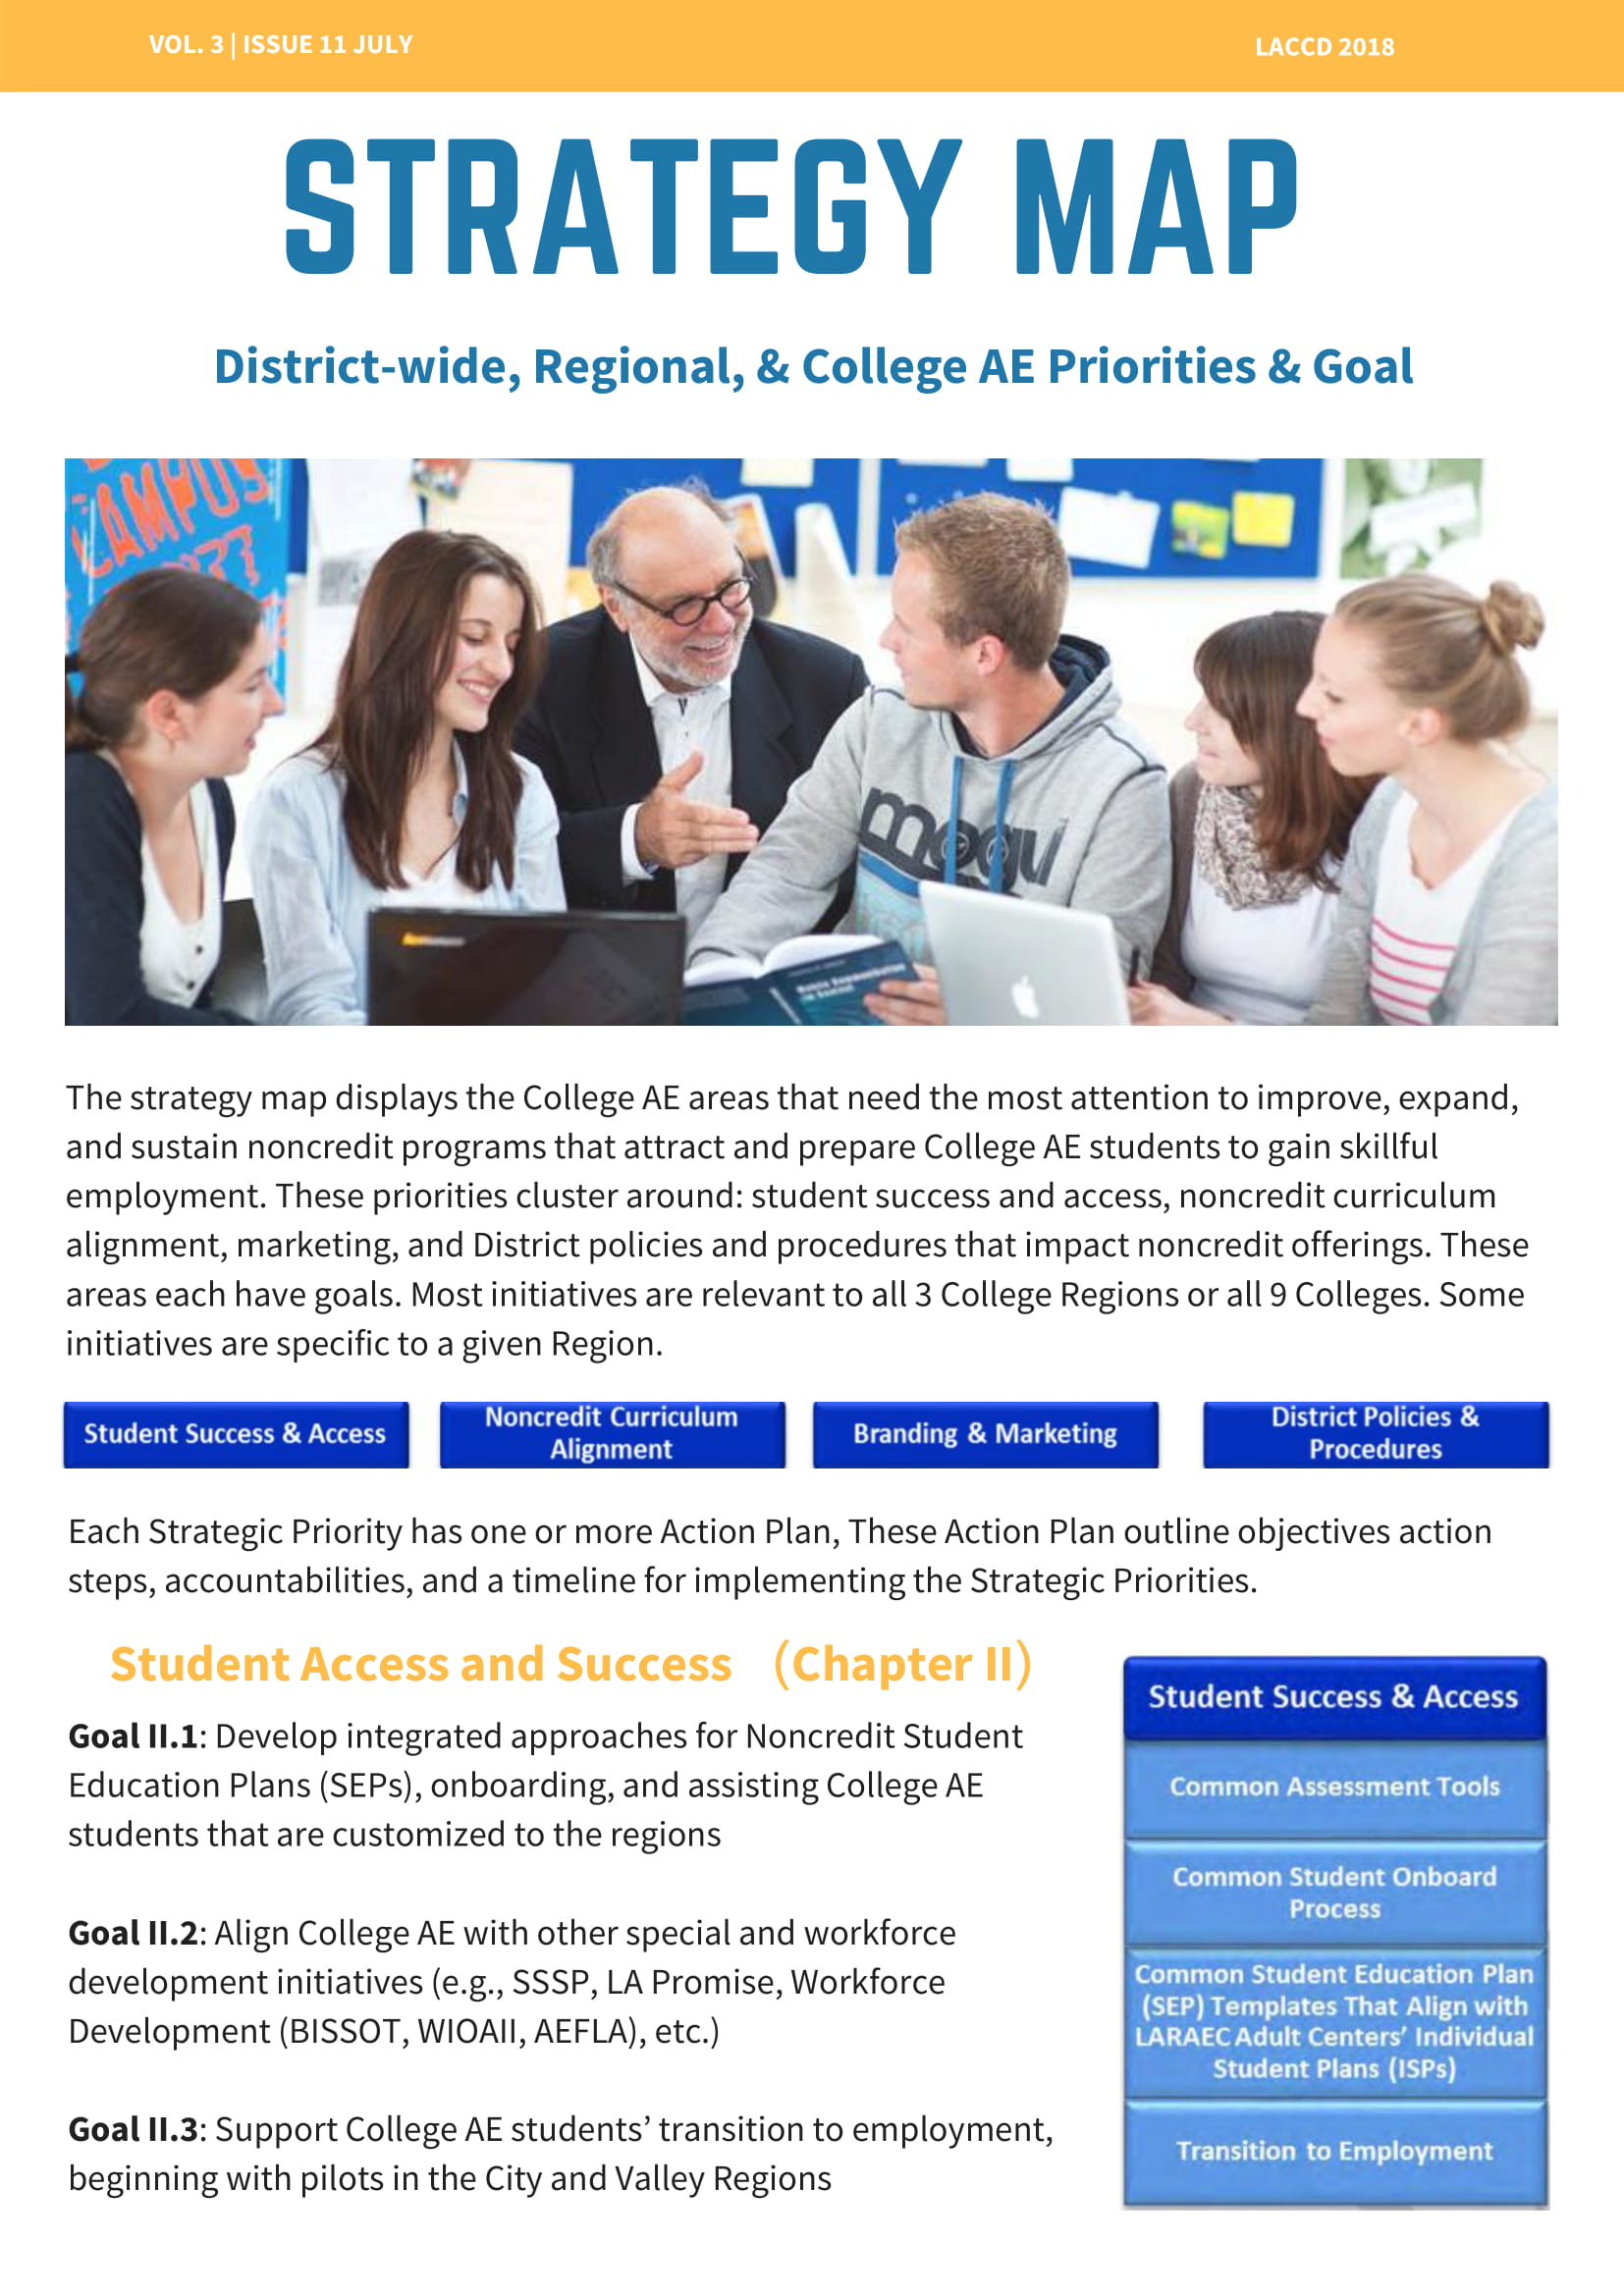 VOL. 3 | ISSUE 11 JULY
LACCD 2018
STRATEGY MAP
District-wide, Regional, & College AE Priorities & Goal
CAMPUS
mogul
The strategy map displays the College AE areas that need the most attention to improve, expand,
and sustain noncredit programs that attract and prepare College AE students to gain skillful
employment. These priorities cluster around: student success and access, noncredit curriculum
alignment, marketing, and District policies and procedures that impact noncredit offerings. These
areas each have goals. Most initiatives are relevant to all 3 College Regions or all 9 Colleges. Some
initiatives are specific to a given Region.
Student Success & Access
Noncredit Curriculum
Alignment
Branding & Marketing
District Policies &
Procedures
Each Strategic Priority has one or more Action Plan, These Action Plan outline objectives action
steps, accountabilities, and a timeline for implementing the Strategic Priorities.
Student Access and Success (Chapter II)
Goal II.1: Develop integrated approaches for Noncredit Student
Education Plans (SEPs), onboarding, and assisting College AE
students that are customized to the regions
Goal II.2: Align College AE with other special and workforce
development initiatives (e.g., SSSP, LA Promise, Workforce
Development (BISSOT, WIOAII, AEFLA), etc.)
Goal II.3: Support College AE students’ transition to employment,
beginning with pilots in the City and Valley Regions
Student Success & Access
Common Assessment Tools
Common Student Onboard
Process
Common Student Education Plan
(SEP) Templates That Align with
LARAEC Adult Centers’ Individual
Student Plans (ISPs)
Transition to Employment